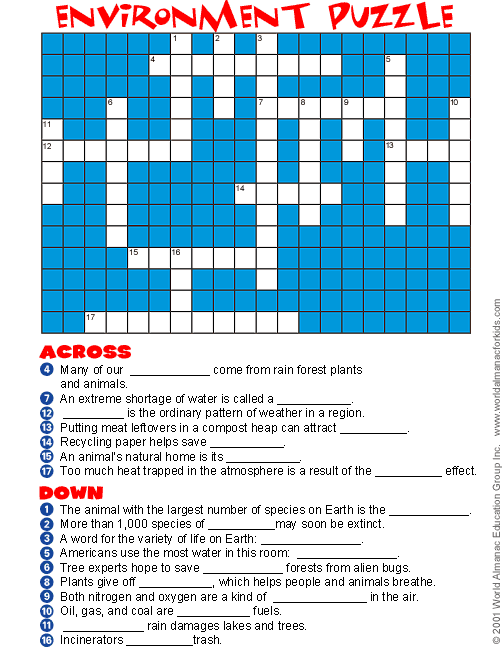 ENVIRONMENT PUZZLE
1 2 3
4 5
6 7 8 9 10
11
12 13
14
15 16
17
ACROSS
4 Many of our ____________ come from rain forest plants
and animals.
7 An extreme shortage of water is called a ___________.
12 _________ is the ordinary pattern of weather in a region.
13 Putting meat leftovers in a compost heap can attract __________.
14 Recycling paper helps save ___________.
15 An animal's natural home is its ___________.
17 Too much heat trapped in the atmosphere is a result of the __________ effect.
DOWN
1 The animal with the largest number of species on Earth is the ____________.
2 More than 1,000 species of __________may soon be extinct.
3 A word for the variety of life on Earth: _______________.
5 Americans use the most water in this room: _______________.
6 Tree experts hope to save ____________ forests from alien bugs.
8 Plants give off ___________, which helps people and animals breathe.
9 Both nitrogen and oxygen are a kind of ______________ in the air.
10 Oil, gas, and coal are ___________ fuels.
11 ____________ rain damages lakes and trees.
16 Incinerators __________trash.
© 2001 World Almanac Education Group Inc. www.worldalmanacforkids.com